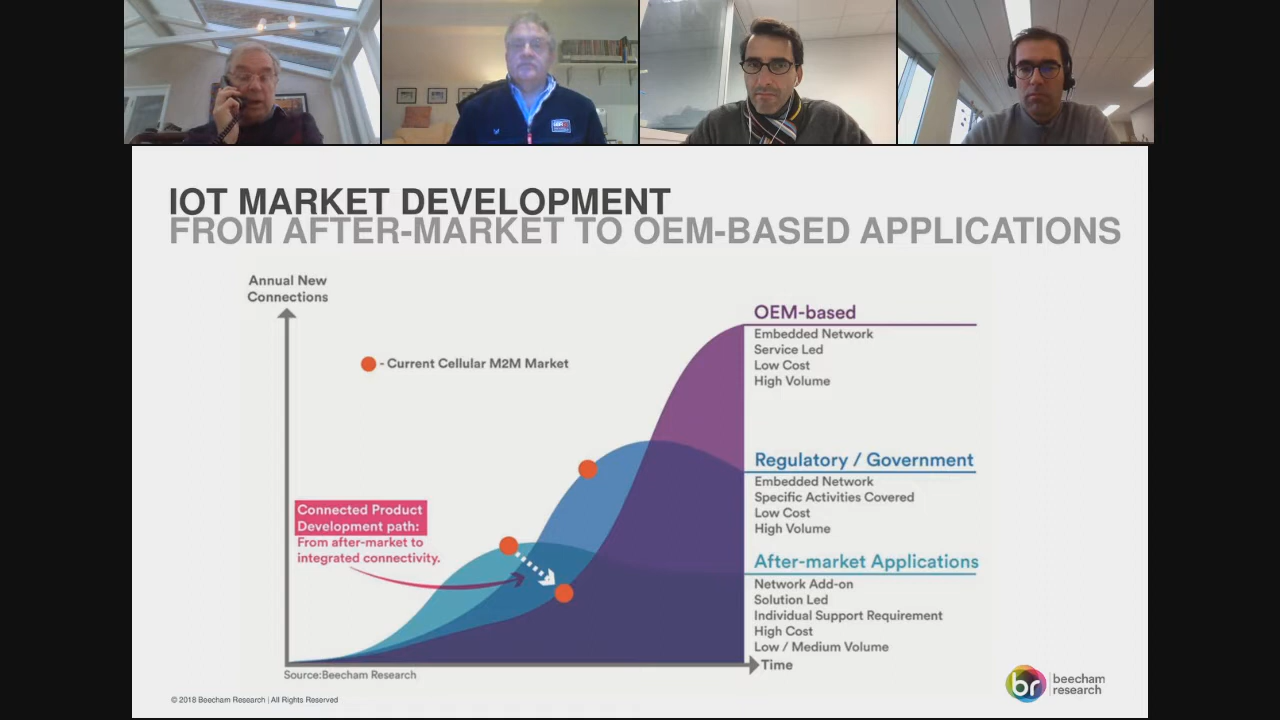 IOT MARKET DEVELOPMENT
FROM AFTER-MARKET TO OEM-BASED APPLICATIONS
Annual New
Connections
- Current Cellular M2M Market
OEM-based
Embedded Network
Service Led
Low Cost
High Volume
Regulatory / Government
Embedded Network
Specific Activities Covered
Low Cost
High Volume
Connected Product
Development path:
From after-market to
integrated connectivity.
After-market Applications
Network Add-on
Solution Led
Individual Support Requirement
High Cost
Low / Medium Volume
Time
Source:Beecham Research
© 2018 Beecham Research | All Rights Reserved
br
beecham
research